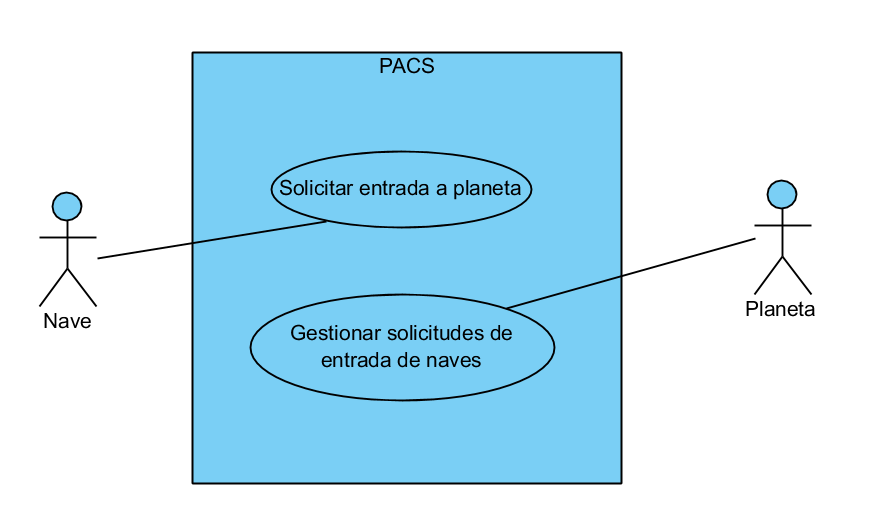 PACS
Solicitar entrada a planeta
Nave
Planeta
Gestionar solicitudes de
entrada de naves